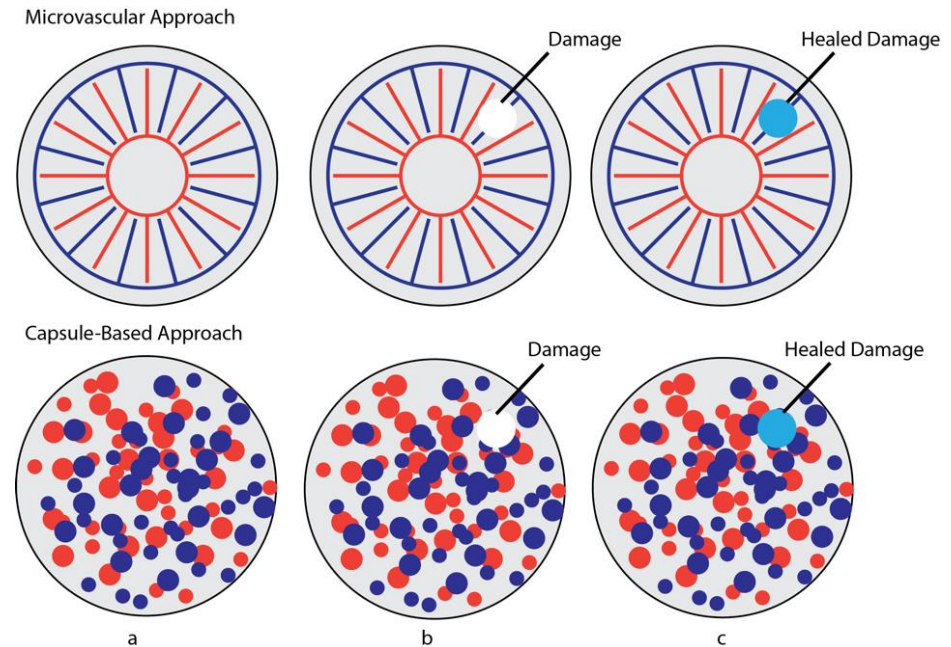 Microvascular Approach
Damage
Healed Damage
Capsule-Based Approach
Damage
Healed Damage
a
b
c